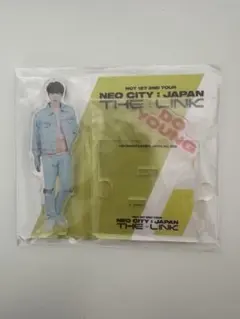 NCT 127 2ND TOUR
NEO CITY : JAPAN
THE LINK
DO
YOUNG
NCT 127 2ND TOUR
NEO CITY : JAPAN
THE LINK